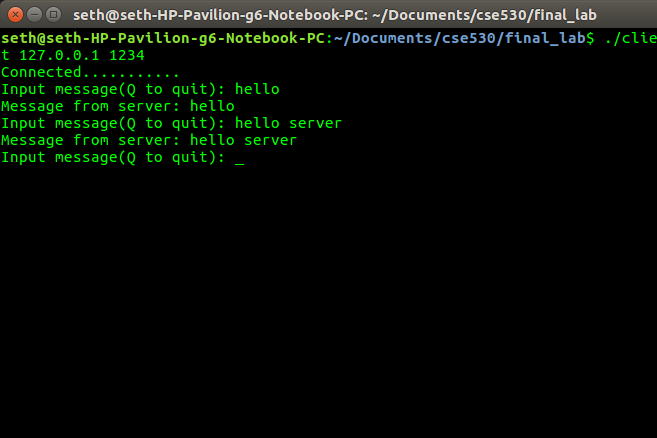 seth@seth-HP-Pavilion-g6-Notebook-PC: ~/Documents/cse530/final_lab
seth@seth-HP-Pavilion-g6-Notebook-PC:~/Documents/cse530/final_lab$ ./clie
t 127.0.0.1 1234
Connected...........
Input message(Q to quit): hello
Message from server: hello
Input message(Q to quit): hello server
Message from server: hello server
Input message(Q to quit): _